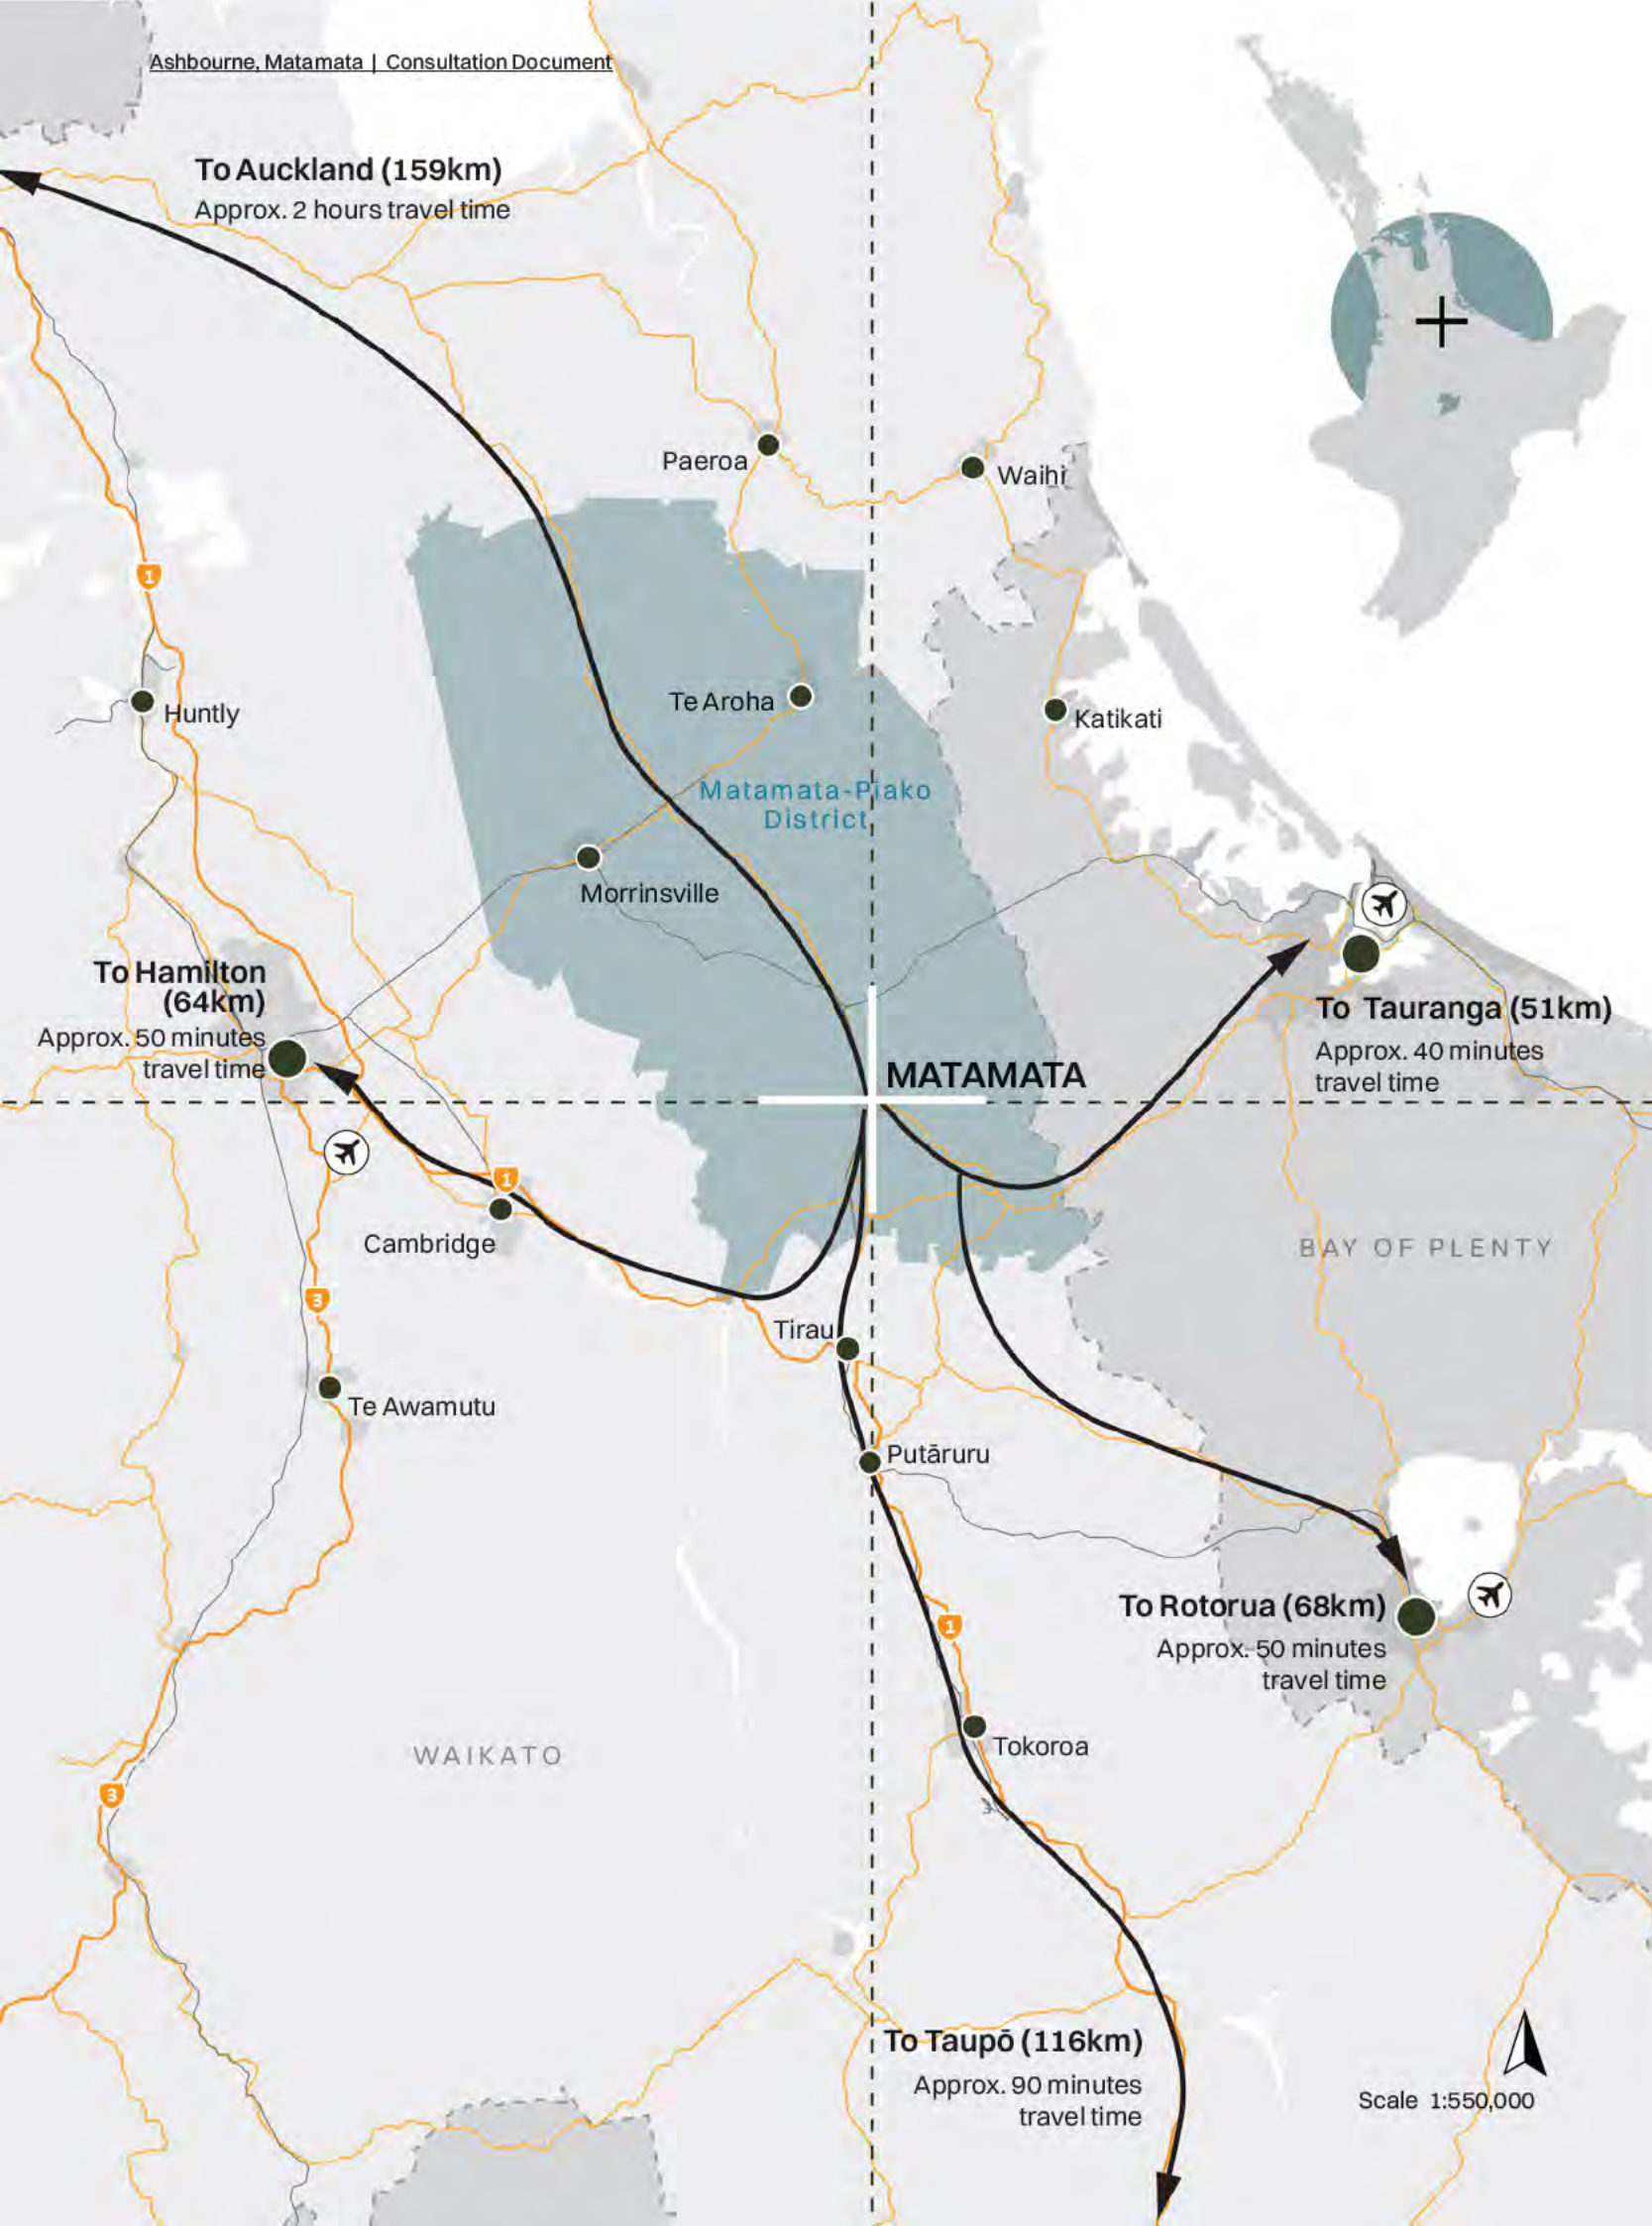 Ashbourne, Matamata | Consultation Document
To Auckland (159km)
Approx. 2 hours travel time
Paeroa
Waihi
1
Te Aroha
Huntly
Katikati
Matamata-Piako
District
Morrinsville
To Hamilton
(64km)
Approx. 50 minutes
travel time
To Tauranga (51km)
Approx. 40 minutes
travel time
MATAMATA
1
Cambridge
BAY OF PLENTY
3
Tirau
Te Awamutu
Putāruru
To Rotorua (68km)
Approx. 50 minutes
travel time
1
Tokoroa
WAIKATO
3
To Taupō (116km)
Approx. 90 minutes
travel time
Scale 1:550,000